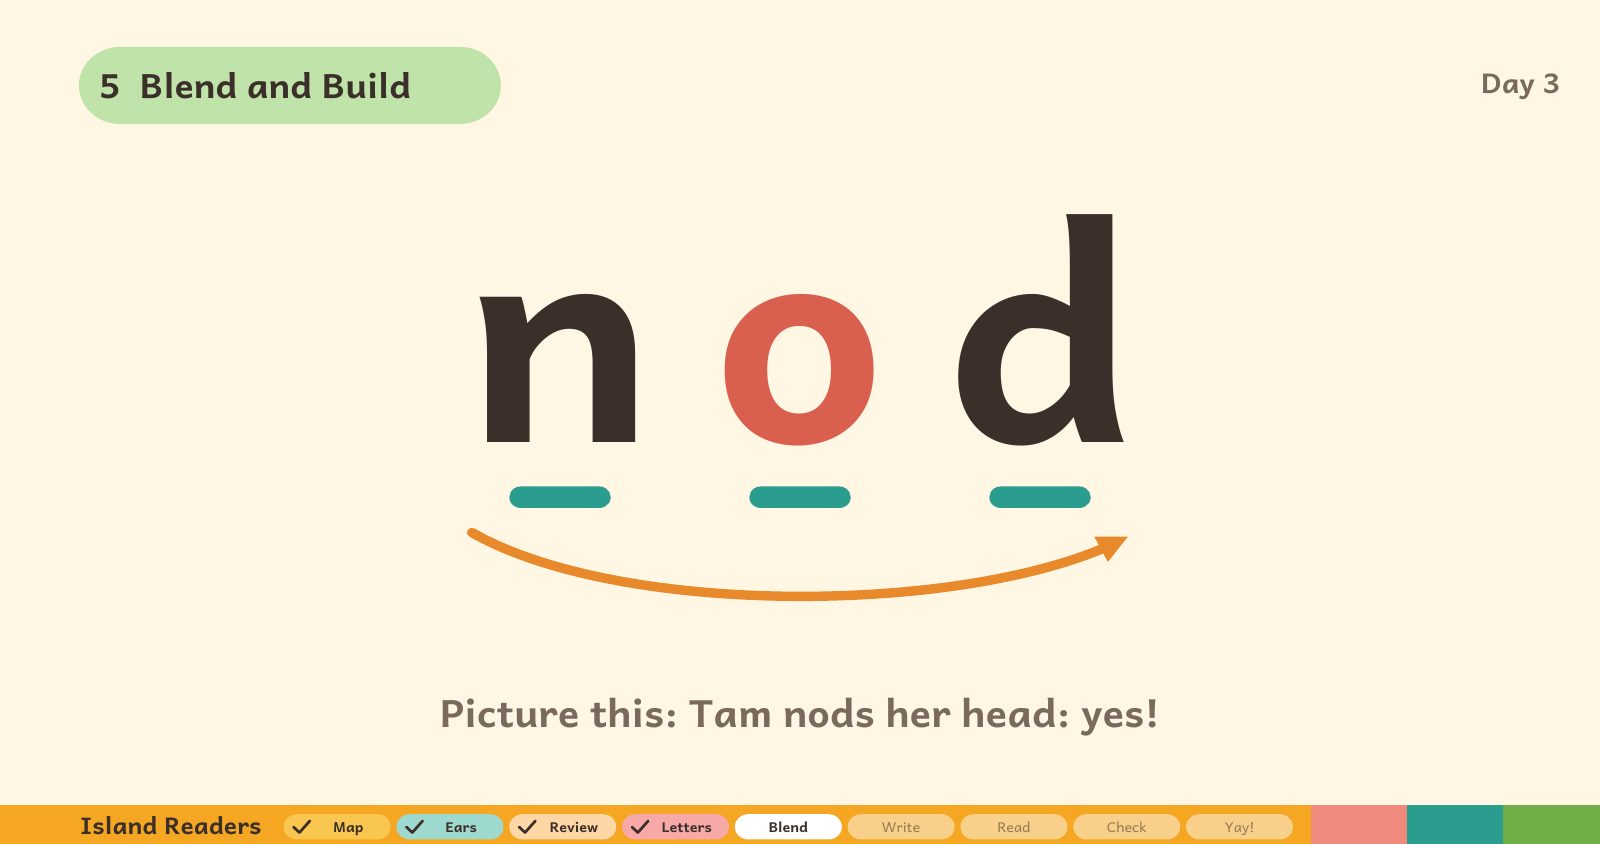 5 Blend and Build
Day 3
nod
Picture this: Tam nods her head: yes!
Island Readers Map Ears Review Letters Blend Write Read Check Yay!